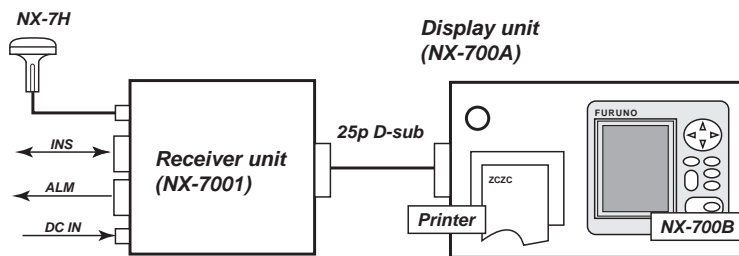 NX-7H
Display unit
(NX-700A)
FURUNO
25p D-sub
INS
Receiver unit
(NX-7001)
ZCZC
ALM
Printer
NX-700B
DC IN